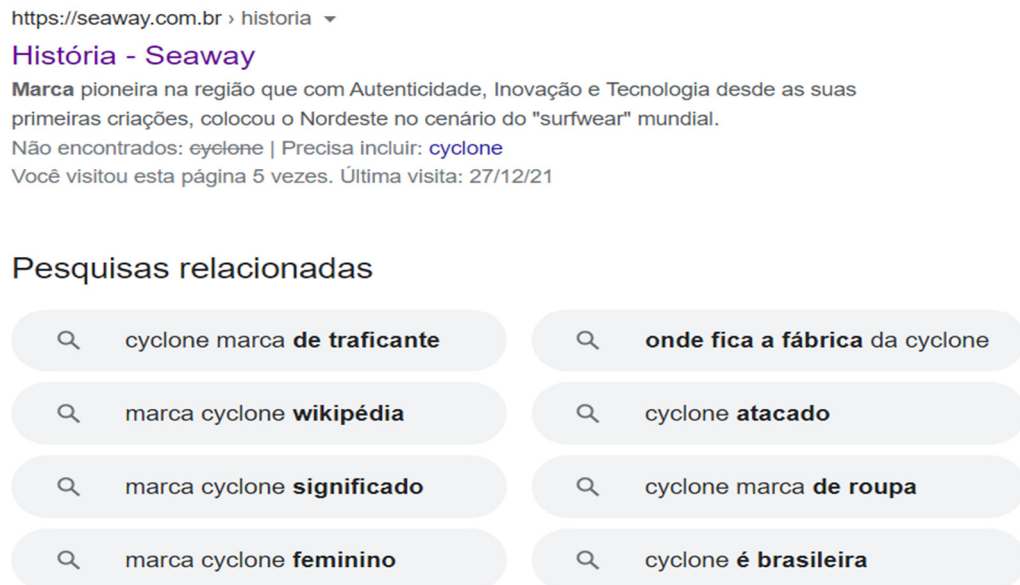 https://seaway.com.br › historia
História - Seaway
Marca pioneira na região que com Autenticidade, Inovação e Tecnologia desde as suas
primeiras criações, colocou o Nordeste no cenário do "surfwear" mundial.
Não encontrados: cyclone | Precisa incluir: cyclone
Você visitou esta página 5 vezes. Última visita: 27/12/21
Pesquisas relacionadas
cyclone marca de traficante
onde fica a fábrica da cyclone
marca cyclone wikipédia
cyclone atacado
marca cyclone significado
cyclone marca de roupa
marca cyclone feminino
cyclone é brasileira